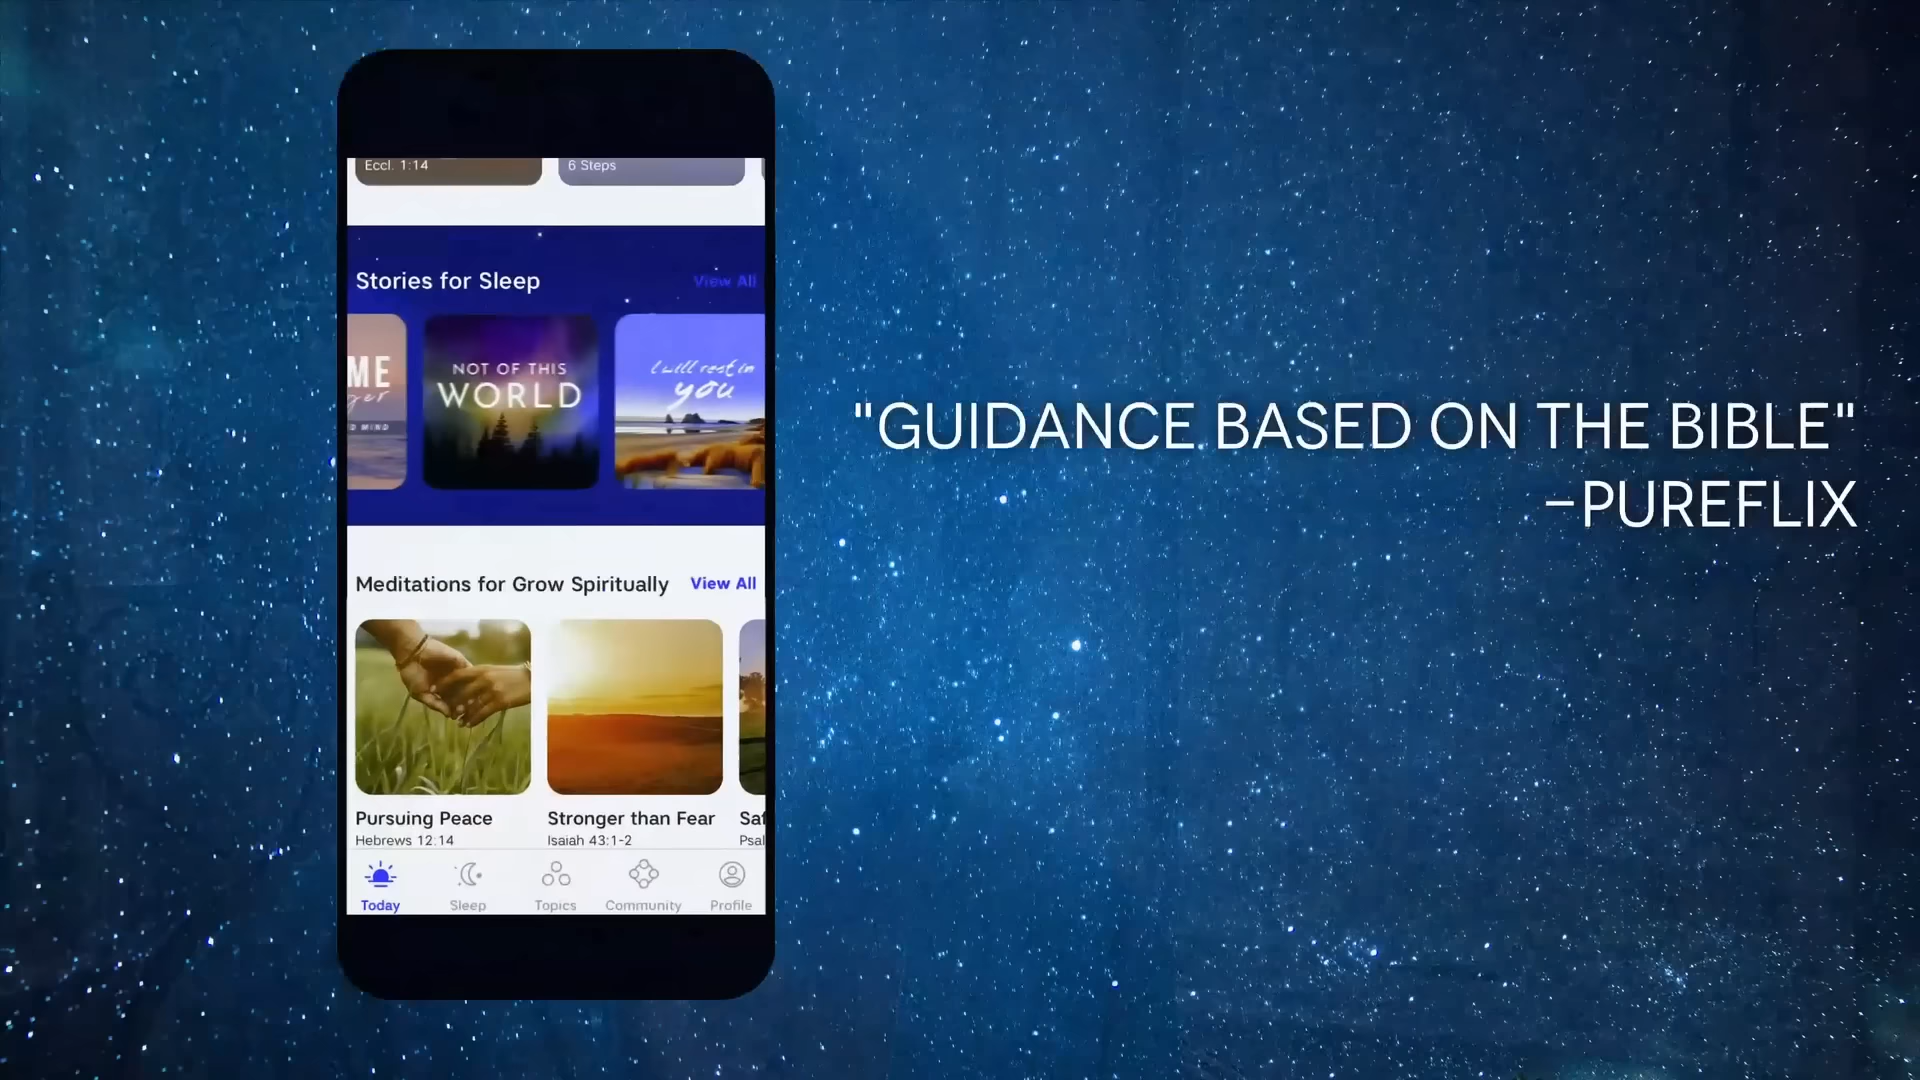 Eccl. 1:14
6 Steps
Stories for Sleep
View All
ME
NOT OF THIS
WORLD
I will rest in
you
Meditations for Grow Spiritually
View All
Pursuing Peace
Hebrews 12:14
Stronger than Fear
Isaiah 43:1-2
Today
Sleep
Topics
Community
Profile
"GUIDANCE BASED ON THE BIBLE"
-PUREFLIX